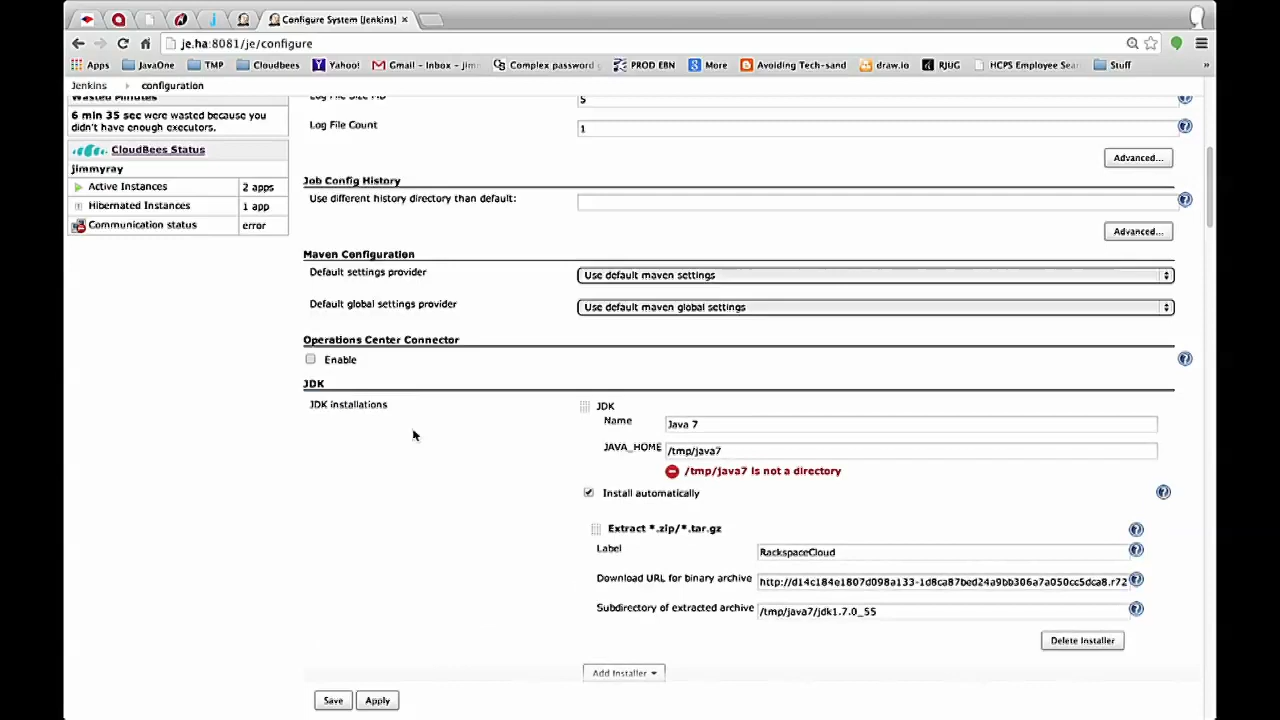 Configure System [Jenkins] ×
je.ha:8081/je/configure
Apps JavaOne TMP Cloudbees Yahoo! Gmail - Inbox - jimr Complex password PROD EBN More Avoiding Tech-sand draw.io RJUG HCPS Employee Sear Stuff »
Jenkins configuration
Wasted Minutes
6 min 35 sec were wasted because you
didn't have enough executors.
CloudBees Status
jimmyray
Active Instances 2 apps
Hibernated Instances 1 app
Communication status error
Log File Size MB 5
Log File Count 1
Advanced...
Job Config History
Use different history directory than default:
Advanced...
Maven Configuration
Default settings provider Use default maven settings
Default global settings provider Use default maven global settings
Operations Center Connector
Enable
JDK
JDK installations
JDK
Name Java 7
JAVA_HOME /tmp/java7
/tmp/java7 is not a directory
Install automatically
Extract *.zip/*.tar.gz
Label RackspaceCloud
Download URL for binary archive http://d14c184e1807d098a133-1d8ca87bed24a9bb306a7a050cc5dca8.r72
Subdirectory of extracted archive /tmp/java7/jdk1.7.0_55
Delete Installer
Add Installer
Save Apply